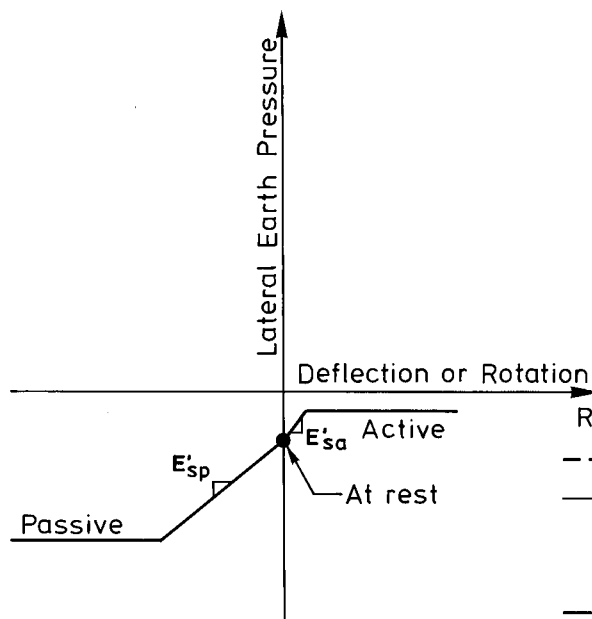 Lateral Earth Pressure
Deflection or Rotation
R
E'sa
Active
E'sp
At rest
Passive